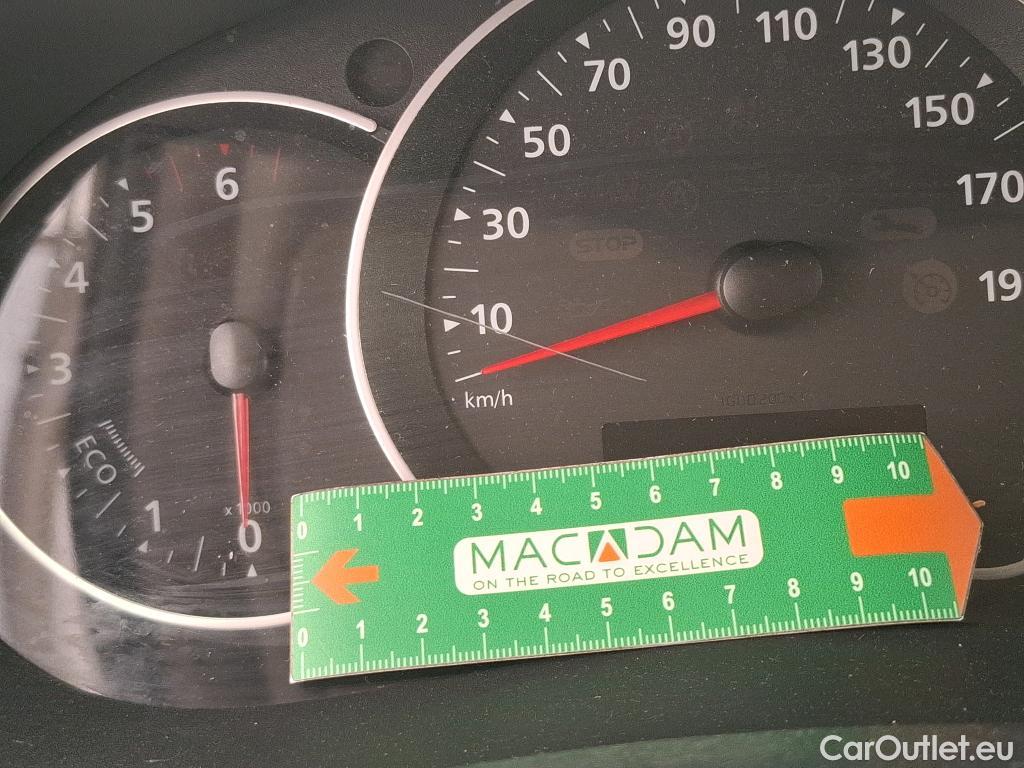 90 110
70 130
50 150
6
5
30 170
STOP
4
10 19
3
km/h
ECO
1 x 1000
0
0 1 2 3 4 5 6 7 8 9 10
MACADAM
ON THE ROAD TO EXCELLENCE
0 1 2 3 4 5 6 7 8 9 10
CarOutlet.eu